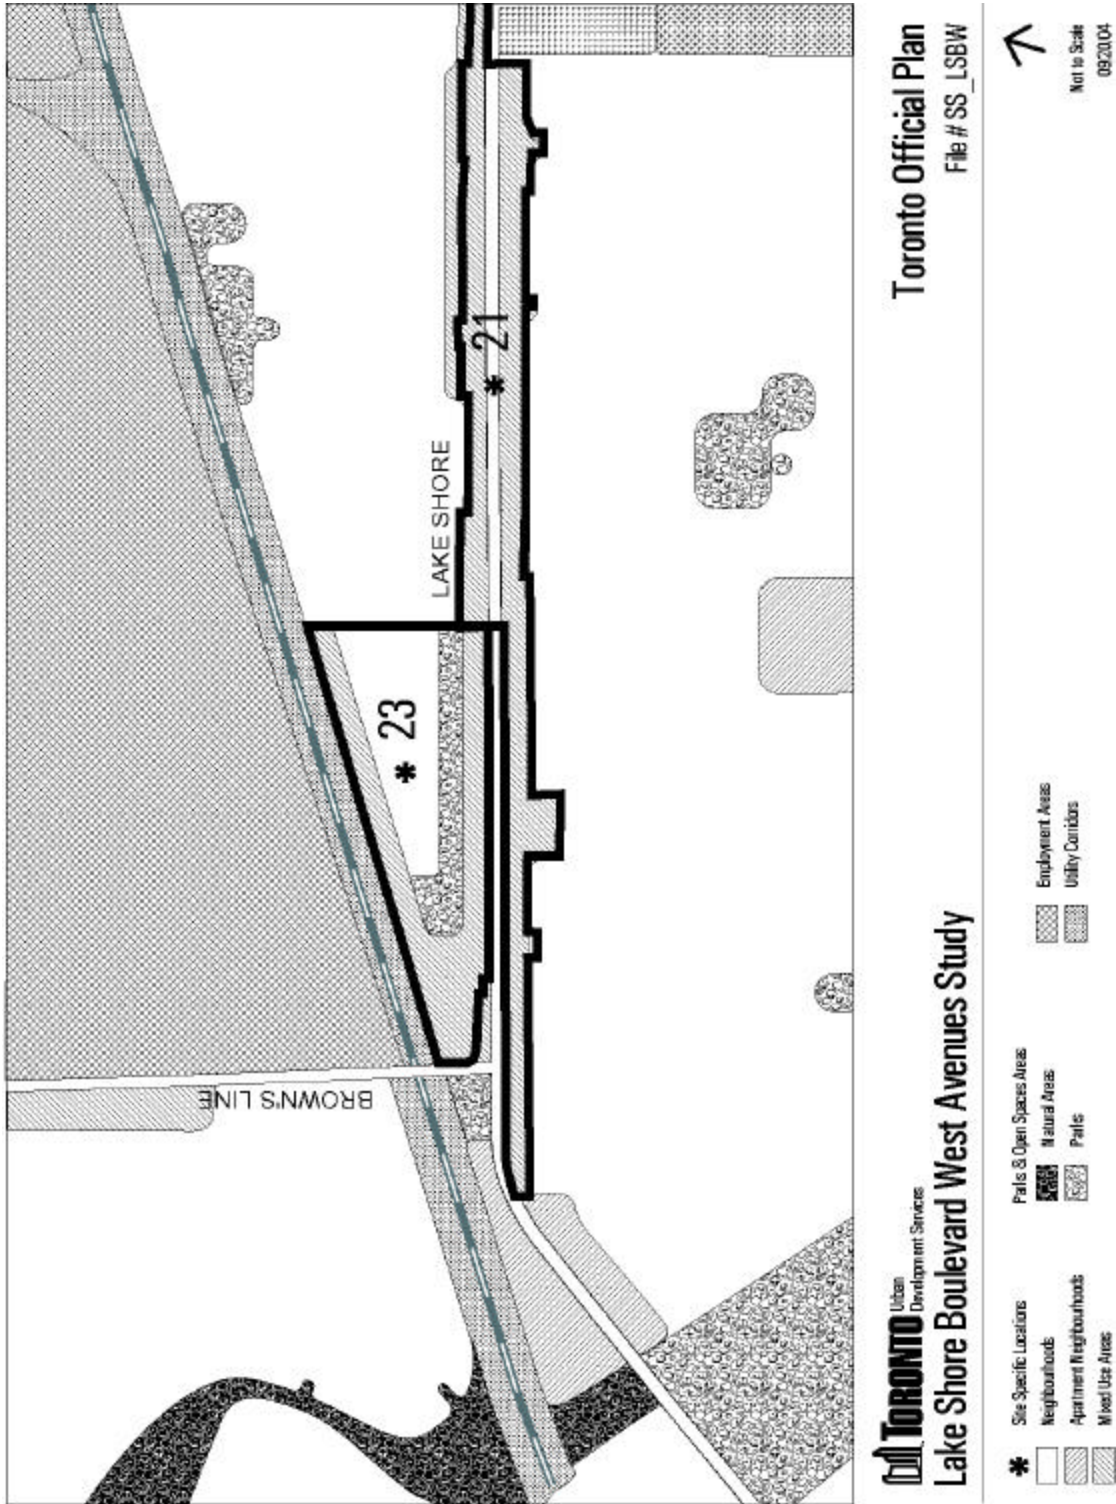 BROWN'S LINE
LAKE SHORE
* 23
* 21
TORONTO Urban
Development Services
Lake Shore Boulevard West Avenues Study
Toronto Official Plan
File # SS_LSBW
* Site Specific Locations
Neighbourhoods
Apartment Neighbourhoods
Mixed Use Areas
Parks & Open Spaces Areas
Natural Areas
Parks
Employment Areas
Utility Corridors
Not to Scale
09/20/04